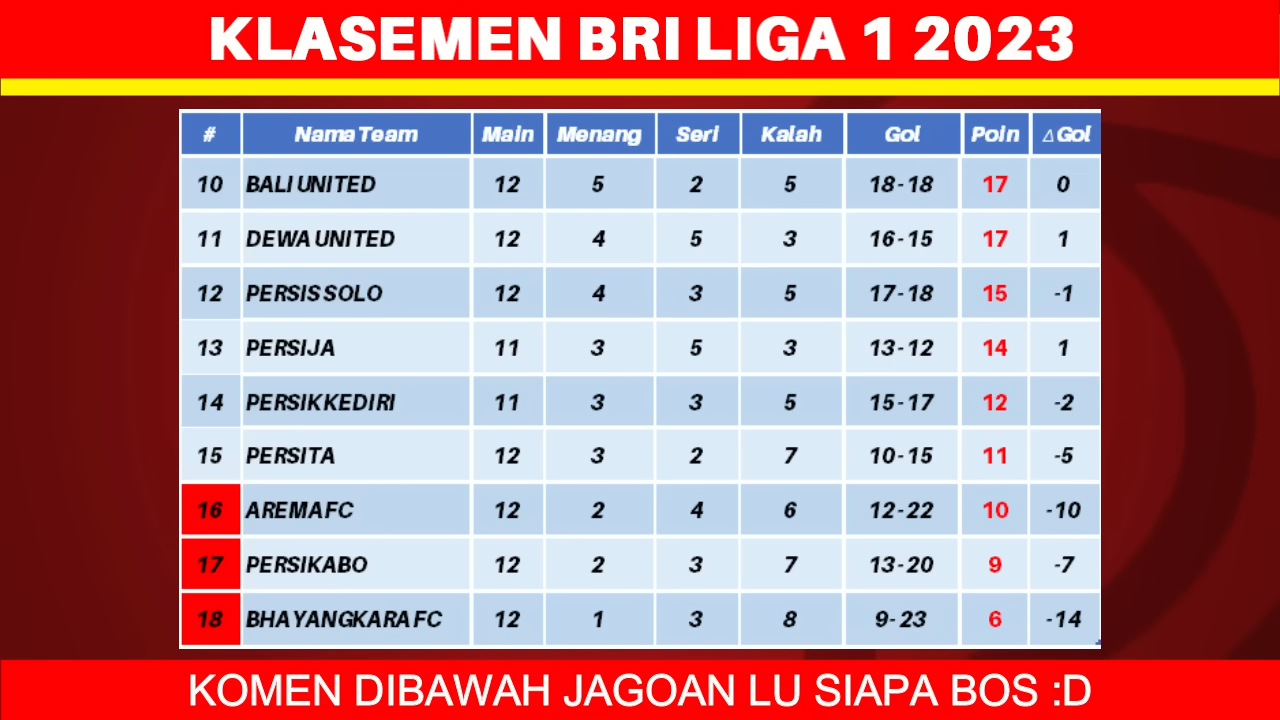 KLASEMEN BRI LIGA 1 2023
# Nama Team Main Menang Seri Kalah Gol Poin △ Gol
10 BALI UNITED 12 5 2 5 18-18 17 0
11 DEWA UNITED 12 4 5 3 16-15 17 1
12 PERSIS SOLO 12 4 3 5 17-18 15 -1
13 PERSIJA 11 3 5 3 13-12 14 1
14 PERSIK KEDIRI 11 3 3 5 15-17 12 -2
15 PERSITA 12 3 2 7 10-15 11 -5
16 AREMA FC 12 2 4 6 12-22 10 -10
17 PERSIKABO 12 2 3 7 13-20 9 -7
18 BHAYANGKARA FC 12 1 3 8 9-23 6 -14
KOMEN DIBAWAH JAGOAN LU SIAPA BOS :D